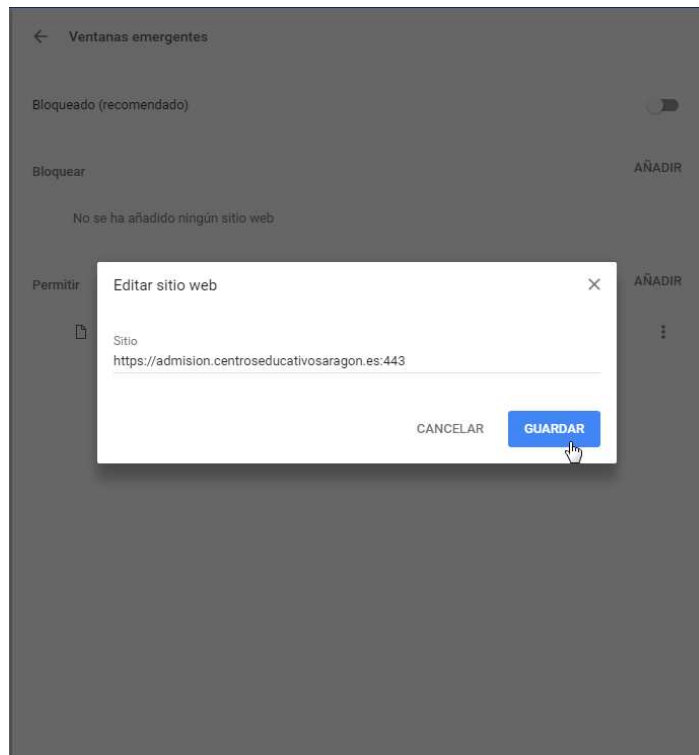 Ventanas emergentes
Bloqueado (recomendado)
Bloquear
AÑADIR
No se ha añadido ningún sitio web
Permitir
AÑADIR
Editar sitio web
Sitio
https://admision.centroseducativosaragon.es:443
CANCELAR
GUARDAR